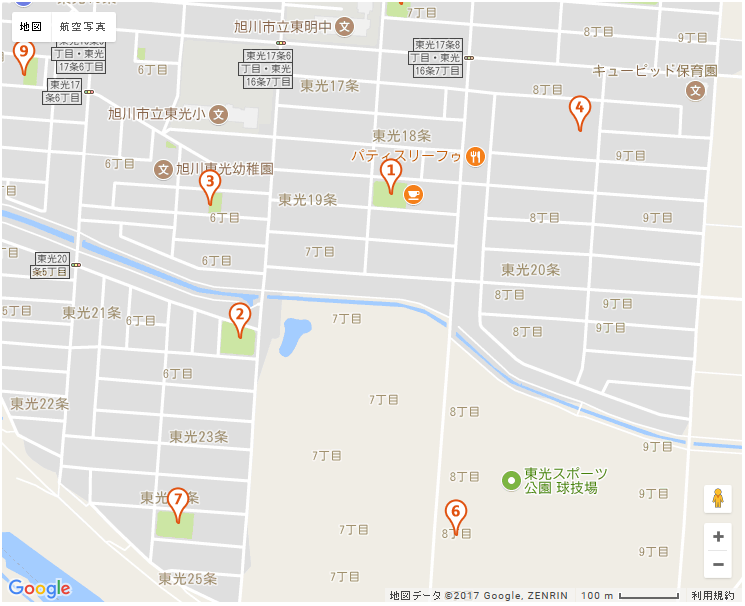 7丁目
地図 航空写真
旭川市立東明中
8丁目
9丁目
9
丁目・東光
17条6丁目
6丁目
東光17条6
丁目・東光
16条7丁目
東光17条8
丁目・東光
16条7丁目
キューピッド保育園
東光17
条6丁目
東光17条
8丁目
旭川市立東光小
4
東光18条
6丁目
パティスリーフゥ
9丁目
旭川東光幼稚園
1
3
東光19条
6丁目
8丁目
9丁目
6丁目
7丁目
東光20
条5丁目
東光20条
8丁目
9丁目
東光21条
6丁目
2
7丁目
8丁目
9丁目
6丁目
東光22条
7丁目
8丁目
東光23条
7丁目
9丁目
8丁目
東光スポーツ
公園 球技場
7
9丁目
6
7丁目
8丁目
9丁目
東光25条
7丁目
Google
地図データ ©2017 Google, ZENRIN
100 m
利用規約